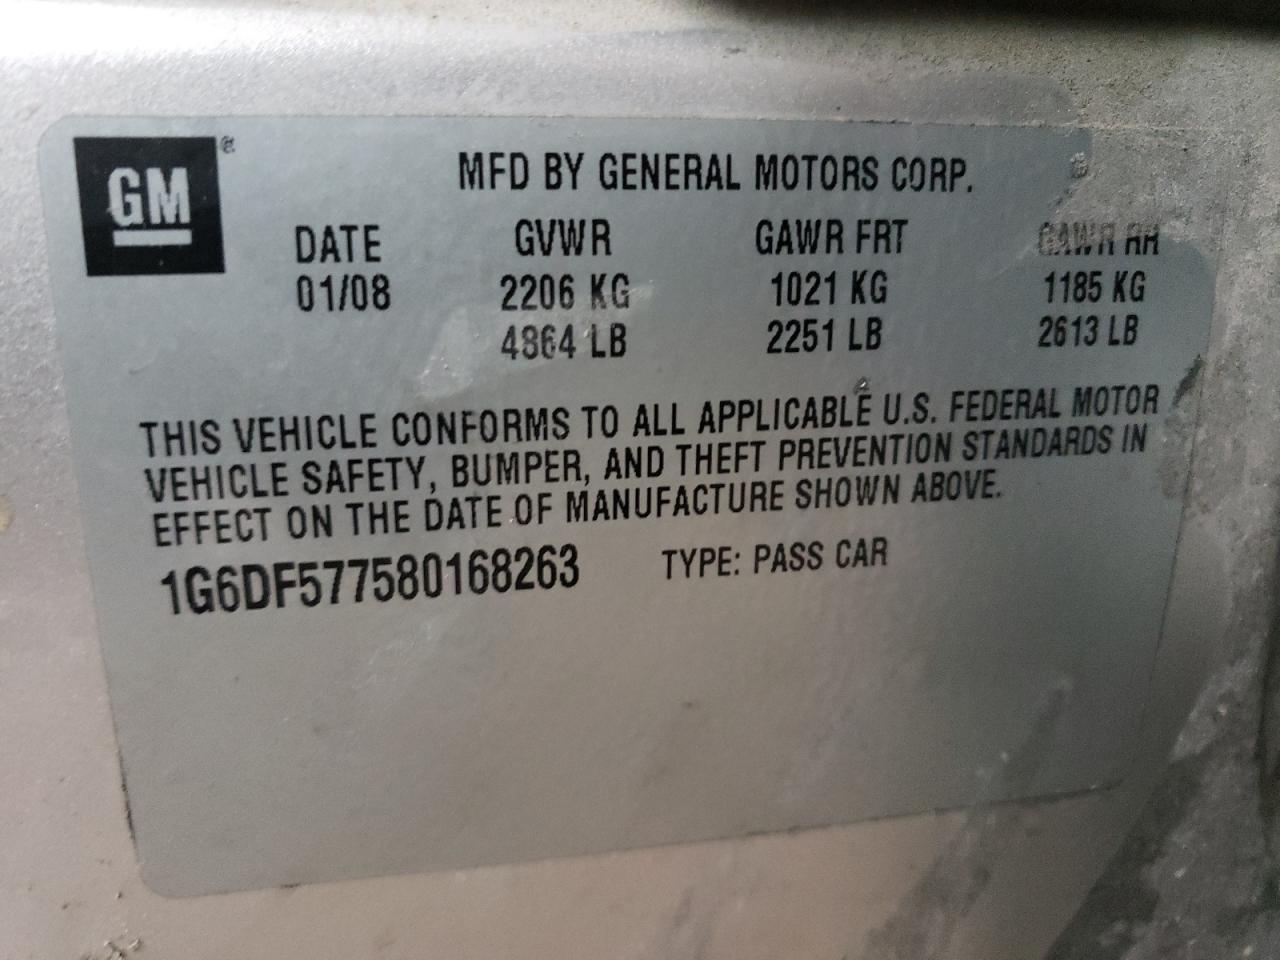 GM ®
MFD BY GENERAL MOTORS CORP.
DATE GVWR GAWR FRT GAWR RR
01/08 2206 KG 1021 KG 1185 KG
4864 LB 2251 LB 2613 LB
THIS VEHICLE CONFORMS TO ALL APPLICABLE U.S. FEDERAL MOTOR
VEHICLE SAFETY, BUMPER, AND THEFT PREVENTION STANDARDS IN
EFFECT ON THE DATE OF MANUFACTURE SHOWN ABOVE.
1G6DF577580168263 TYPE: PASS CAR